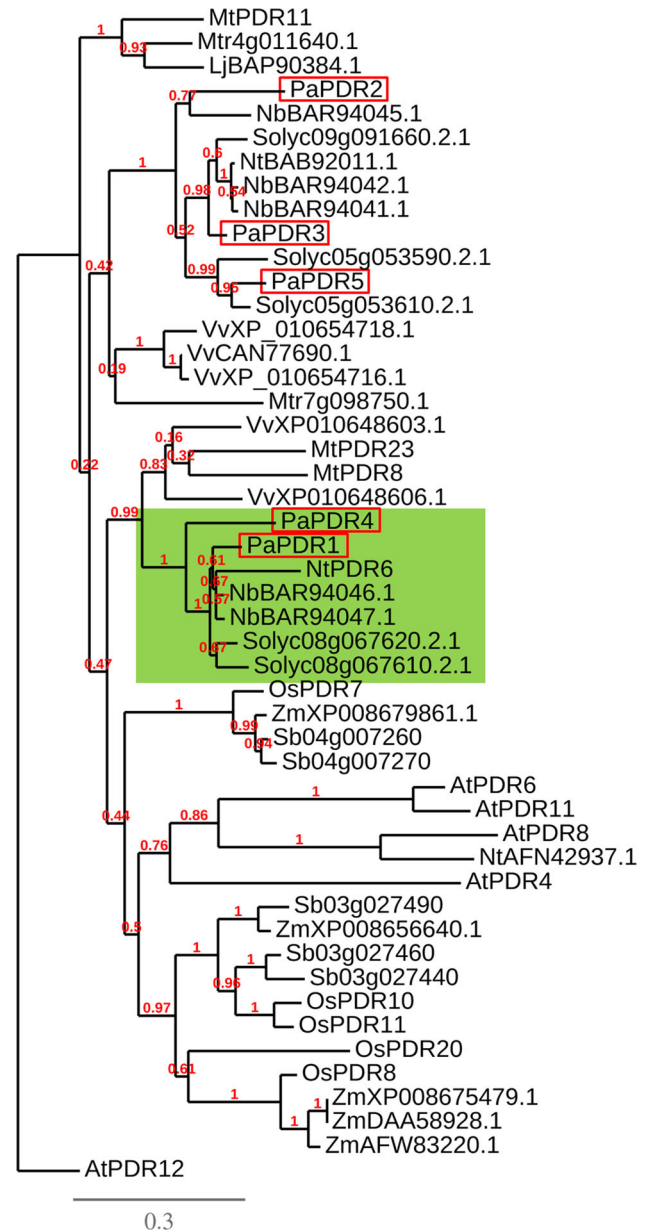 MtPDR11
1
Mtr4g011640.1
0.93
LjBAP90384.1
PaPDR2
0.77
NbBAR94045.1
Solyc09g091660.2.1
0.6
NtBAB92011.1
1
1
NbBAR94042.1
0.98
0.54
NbBAR94041.1
0.52
PaPDR3
Solyc05g053590.2.1
0.42
0.99
PaPDR5
0.95
Solyc05g053610.2.1
VvXP_010654718.1
1
VvCAN77690.1
1
0.19
VvXP_010654716.1
Mtr7g098750.1
VvXP010648603.1
0.16
MtPDR23
0.32
0.22
0.83
MtPDR8
VvXP010648606.1
0.99
PaPDR4
PaPDR1
1
0.61
NtPDR6
0.67
NbBAR94046.1
1
NbBAR94047.1
Solyc08g067620.2.1
0.67
Solyc08g067610.2.1
0.47
OsPDR7
1
ZmXP008679861.1
0.99
Sb04g007260
0.94
Sb04g007270
AtPDR6
1
AtPDR11
0.44
0.86
AtPDR8
1
0.76
NtAFN42937.1
AtPDR4
Sb03g027490
1
0.5
ZmXP008656640.1
1
Sb03g027460
1
Sb03g027440
0.96
OsPDR10
0.97
1
OsPDR11
OsPDR20
0.61
OsPDR8
1
ZmXP008675479.1
1
ZmDAA58928.1
1
ZmAFW83220.1
AtPDR12
0.3